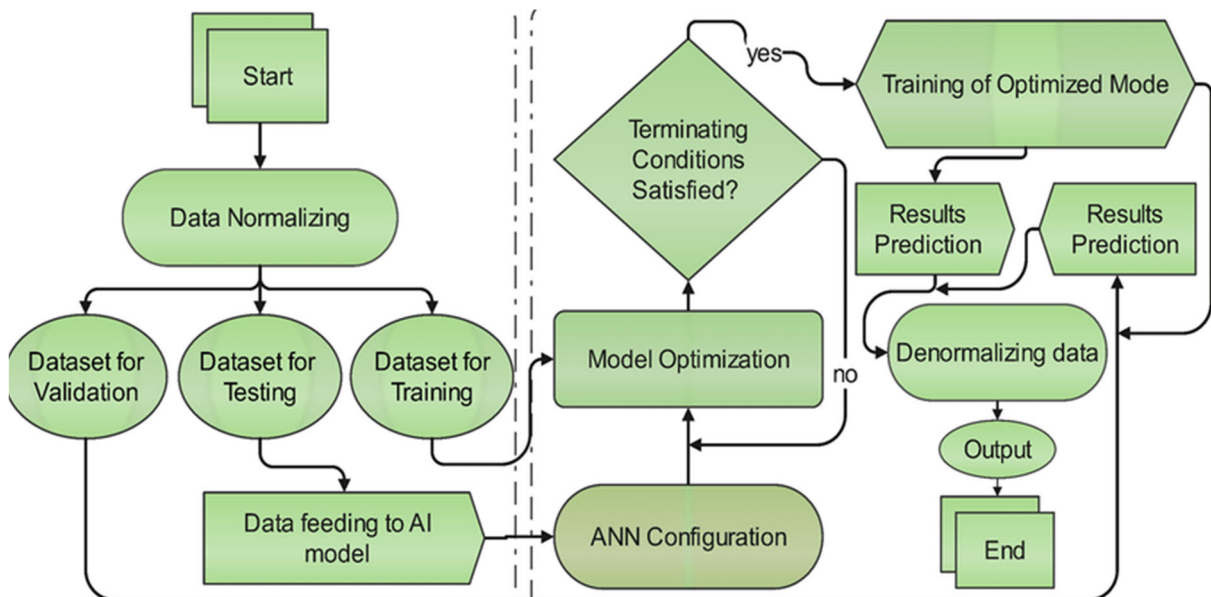 Start
Data Normalizing
Dataset for
Validation
Dataset for
Testing
Dataset for
Training
Data feeding to AI
model
Terminating
Conditions
Satisfied?
yes
no
Model Optimization
ANN Configuration
Training of Optimized Mode
Results
Prediction
Results
Prediction
Denormalizing data
Output
End